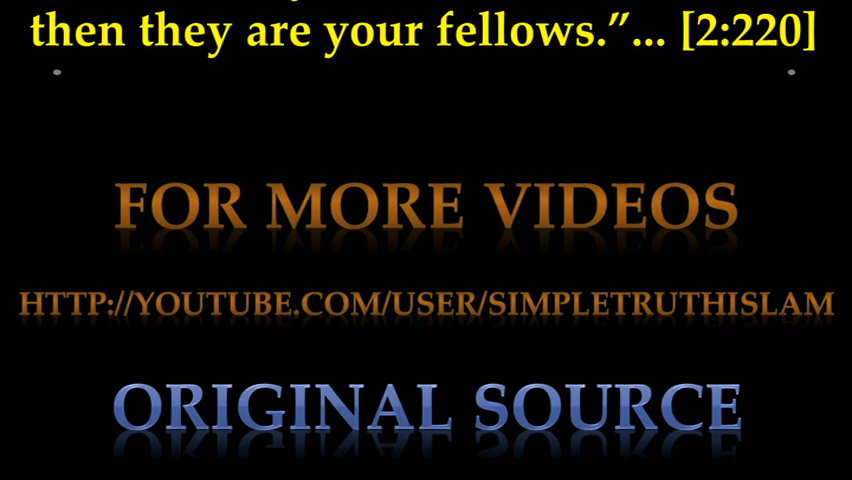 then they are your fellows.”... [2:220]
FOR MORE VIDEOS
HTTP://YOUTUBE.COM/USER/SIMPLETRUTHISLAM
ORIGINAL SOURCE